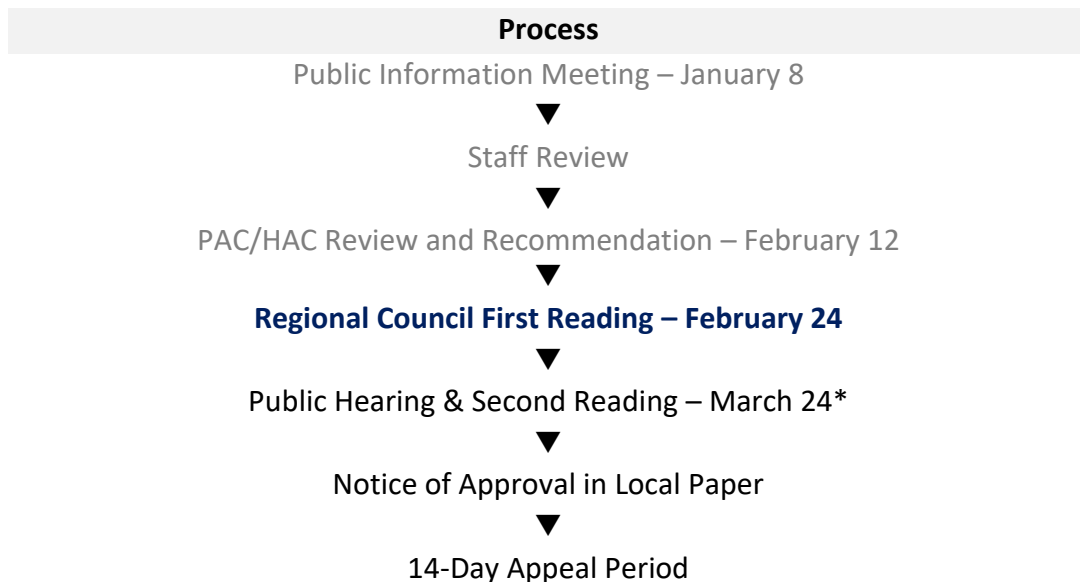 Process
Public Information Meeting – January 8
Staff Review
PAC/HAC Review and Recommendation – February 12
Regional Council First Reading – February 24
Public Hearing & Second Reading – March 24*
Notice of Approval in Local Paper
14-Day Appeal Period